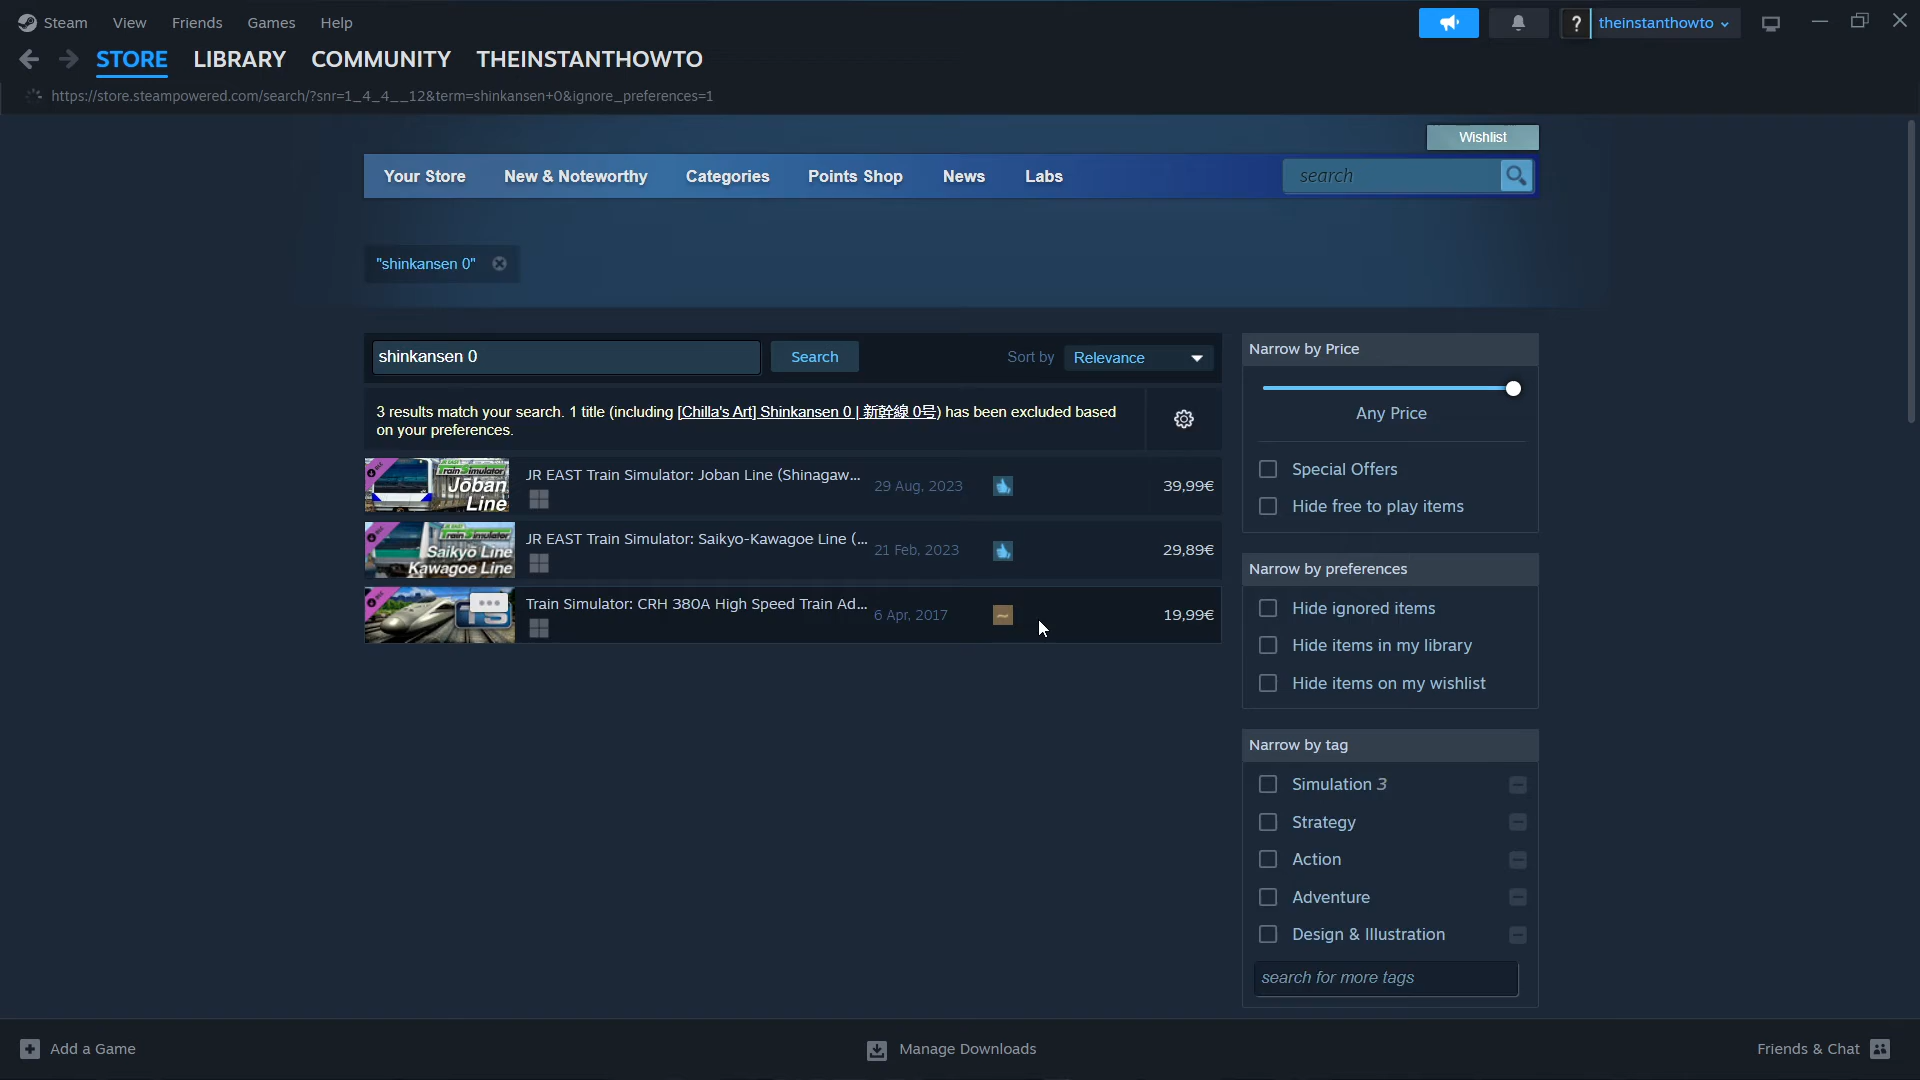 Steam View Friends Games Help
? theinstanthowto
STORE LIBRARY COMMUNITY THEINSTANTHOWTO
https://store.steampowered.com/search/?snr=1_4_4__12&term=shinkansen+0&ignore_preferences=1
Wishlist
Your Store New & Noteworthy Categories Points Shop News Labs search
"shinkansen 0"
shinkansen 0 Search Sort by Relevance
3 results match your search. 1 title (including [Chilla's Art] Shinkansen 0 | 新幹線 0号) has been excluded based
on your preferences.
Train Simulator
Joban
Line
JR EAST Train Simulator: Joban Line (Shinagaw...
29 Aug, 2023
39,99€
Train Simulator
Saikyo Line
Kawagoe Line
JR EAST Train Simulator: Saikyo-Kawagoe Line (...
21 Feb, 2023
29,89€
TS
Train Simulator: CRH 380A High Speed Train Ad...
6 Apr, 2017
19,99€
Narrow by Price
Any Price
Special Offers
Hide free to play items
Narrow by preferences
Hide ignored items
Hide items in my library
Hide items on my wishlist
Narrow by tag
Simulation 3
Strategy
Action
Adventure
Design & Illustration
search for more tags
Add a Game Manage Downloads Friends & Chat